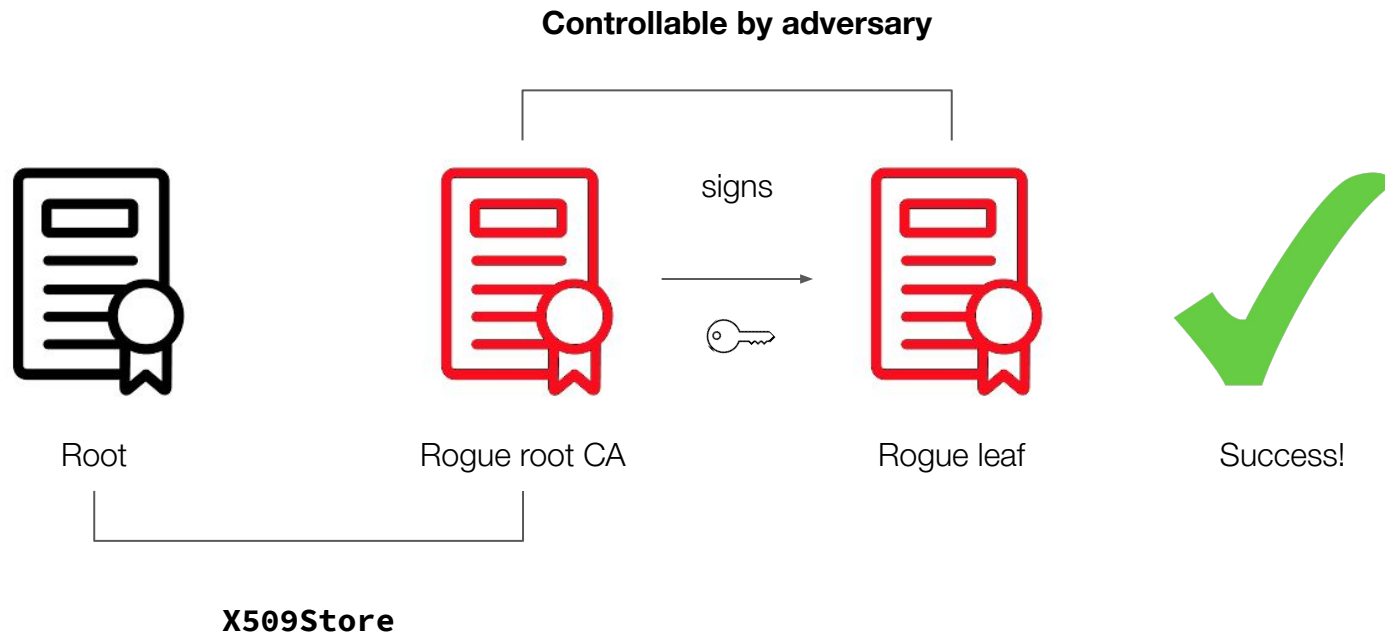 Controllable by adversary
signs
Root
Rogue root CA
Rogue leaf
Success!
X509Store